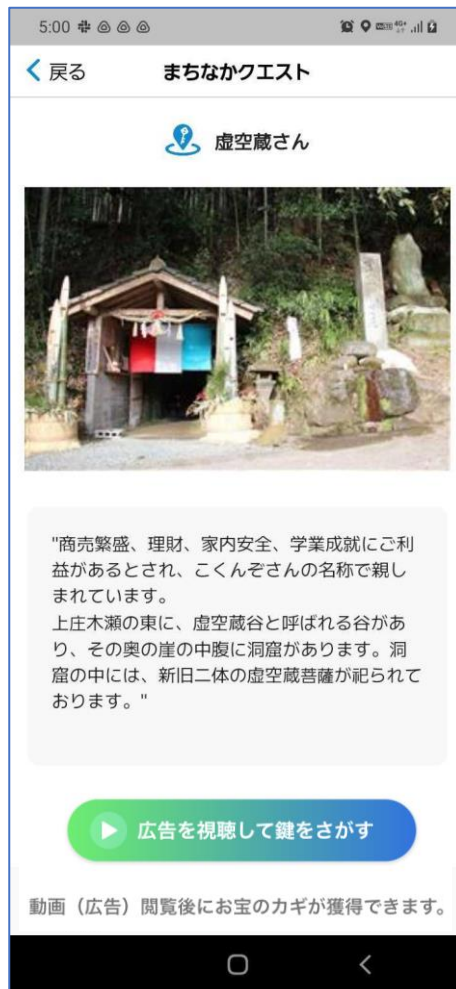 5:00
戻る
まちなかクエスト
虚空蔵さん
"商売繁盛、理財、家内安全、学業成就にご利
益があるとされ、こくんぞさんの名称で親し
まれています。
上庄木瀬の東に、虚空蔵谷と呼ばれる谷があ
り、その奥の崖の中腹に洞窟があります。洞
窟の中には、新旧二体の虚空蔵菩薩が祀られて
おります。"
広告を視聴して鍵をさがす
動画（広告）閲覧後にお宝のカギが獲得できます。